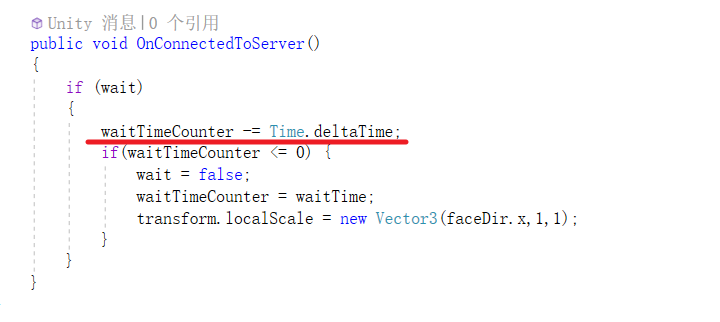 Unity 消息|0 个引用
public void OnConnectedToServer()
{
if (wait)
{
waitTimeCounter -= Time.deltaTime;
if(waitTimeCounter <= 0) {
wait = false;
waitTimeCounter = waitTime;
transform.localScale = new Vector3(faceDir.x,1,1);
}
}
}